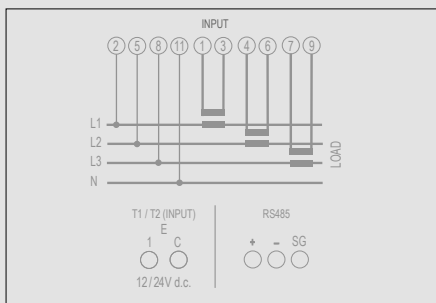 INPUT
2 5 8 11 1 3 4 6 7 9
L1
L2
L3
N
LOAD
T1 / T2 (INPUT)
E
1 C
12/24V d.c.
RS485
+ - SG